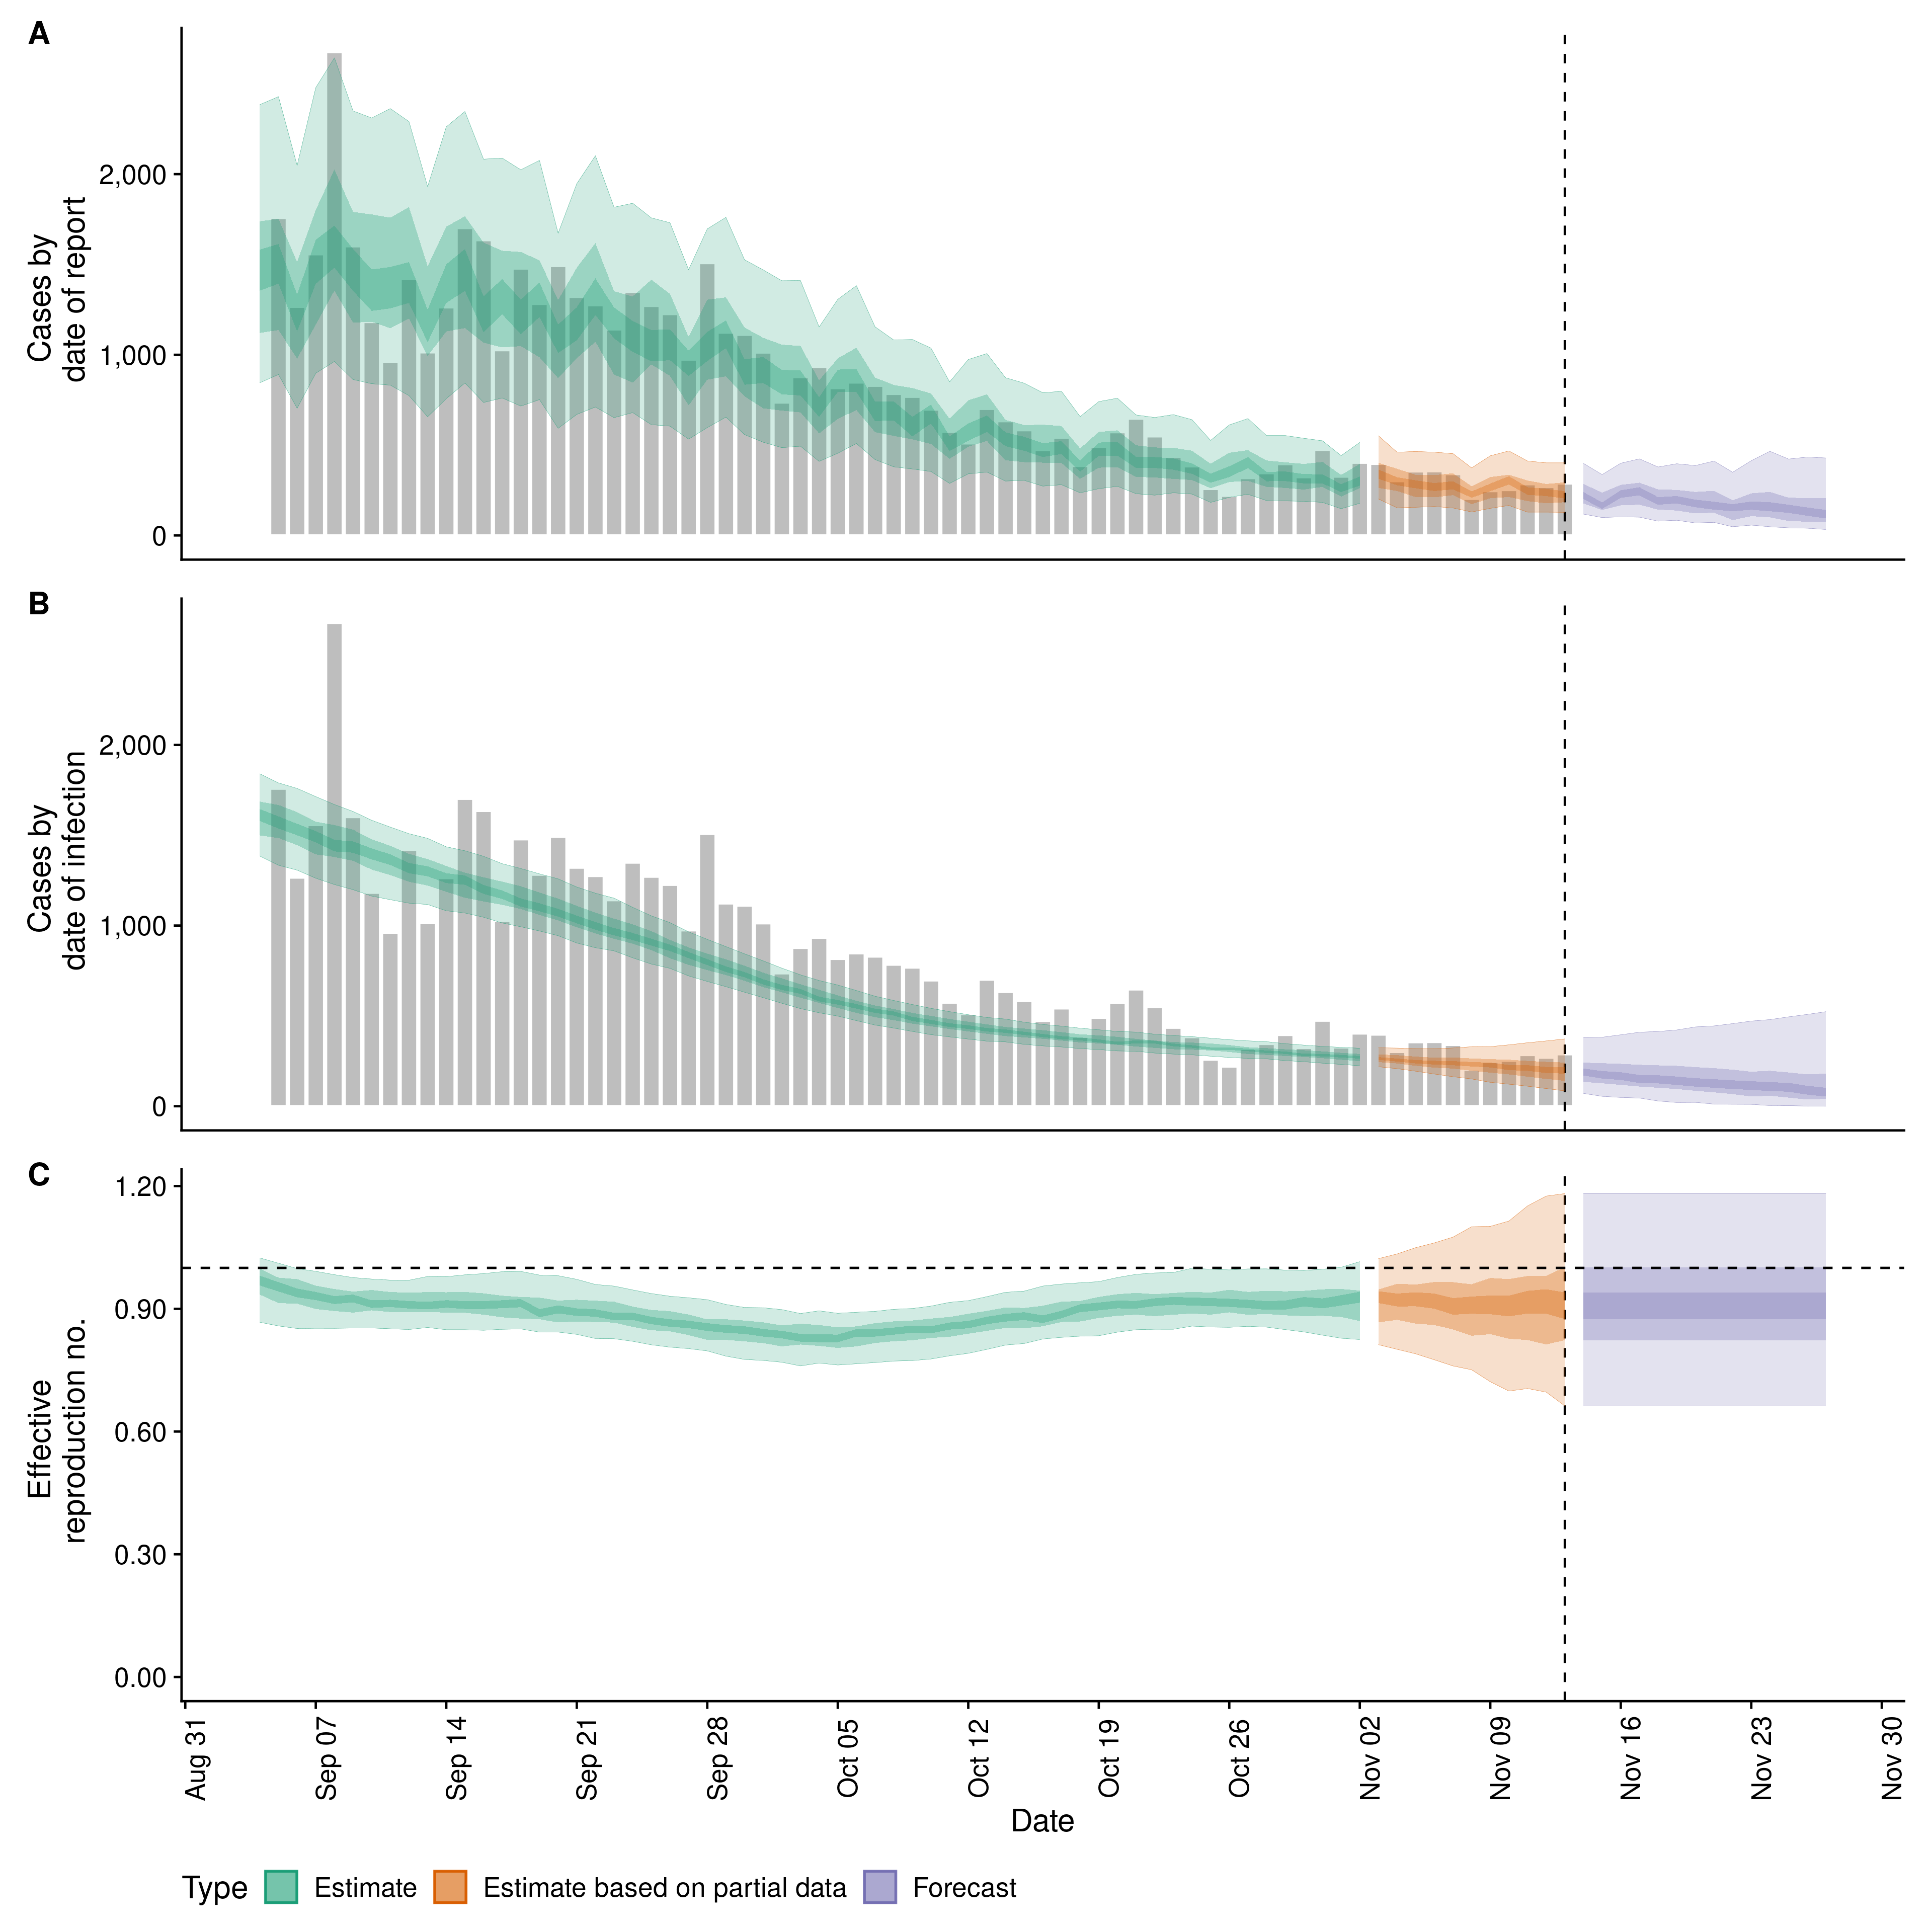 A
Cases by
date of report
2,000
1,000
0
B
Cases by
date of infection
2,000
1,000
0
C
Effective
reproduction no.
1.20
0.90
0.60
0.30
0.00
Aug 31
Sep 07
Sep 14
Sep 21
Sep 28
Oct 05
Oct 12
Oct 19
Oct 26
Nov 02
Nov 09
Nov 16
Nov 23
Nov 30
Date
Type Estimate Estimate based on partial data Forecast